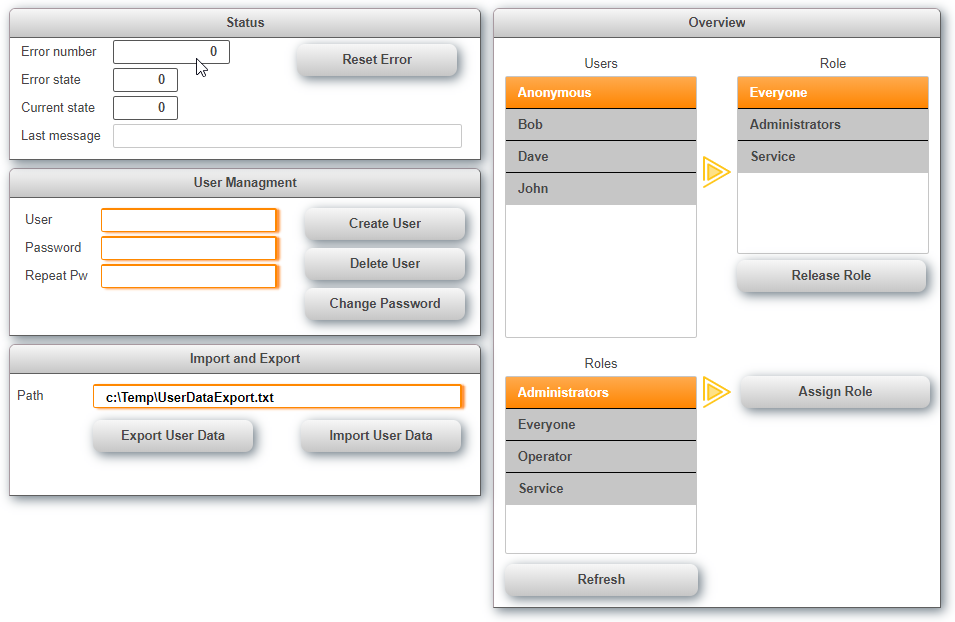 Status
Error number 0
Reset Error
Error state 0
Current state 0
Last message
User Managment
User
Password
Repeat Pw
Create User
Delete User
Change Password
Import and Export
Path c:\Temp\UserDataExport.txt
Export User Data Import User Data
Overview
Users
Anonymous
Bob
Dave
John
Role
Everyone
Administrators
Service
Release Role
Roles
Administrators
Everyone
Operator
Service
Assign Role
Refresh